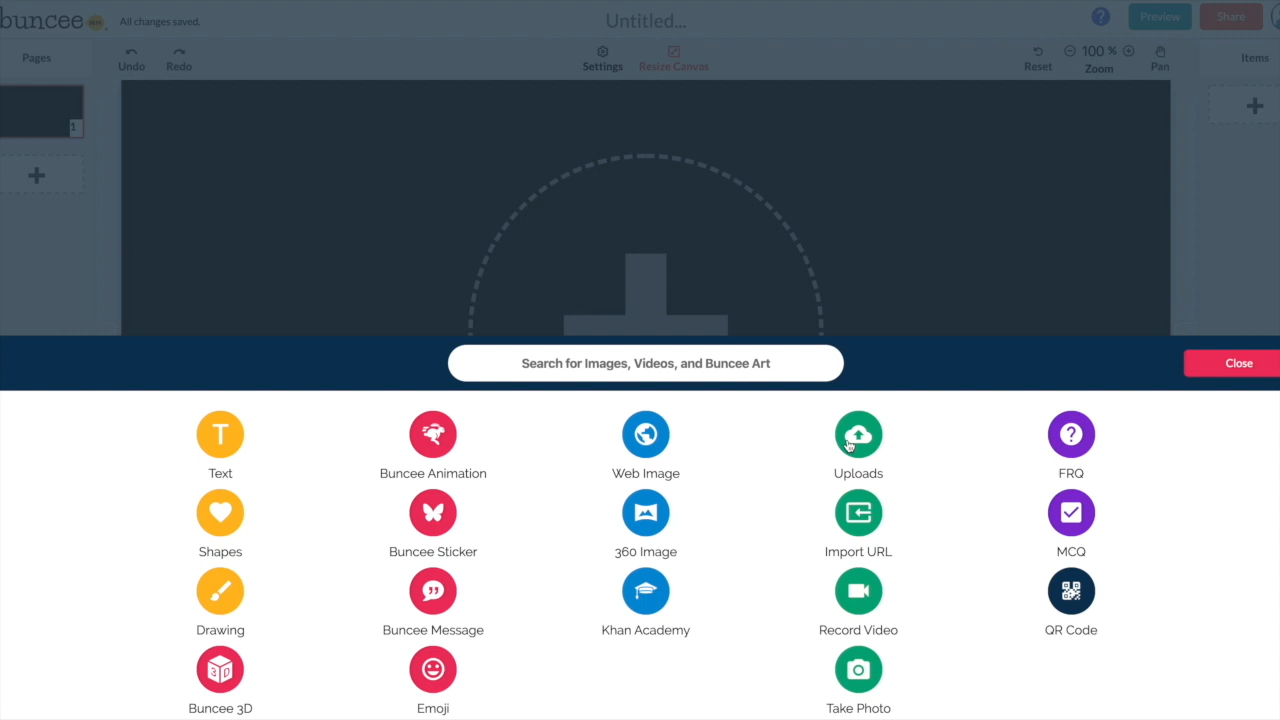 buncee BETA All changes saved. Untitled... ? Preview Share
Pages Undo Redo Settings Resize Canvas Reset 100 % Zoom Pan Items
1
Search for Images, Videos, and Buncee Art Close
T ? 
Text Buncee Animation Web Image Uploads FRQ
Shapes Buncee Sticker 360 Image Import URL MCQ
Drawing Buncee Message Khan Academy Record Video QR Code
3D
Buncee 3D Emoji Take Photo